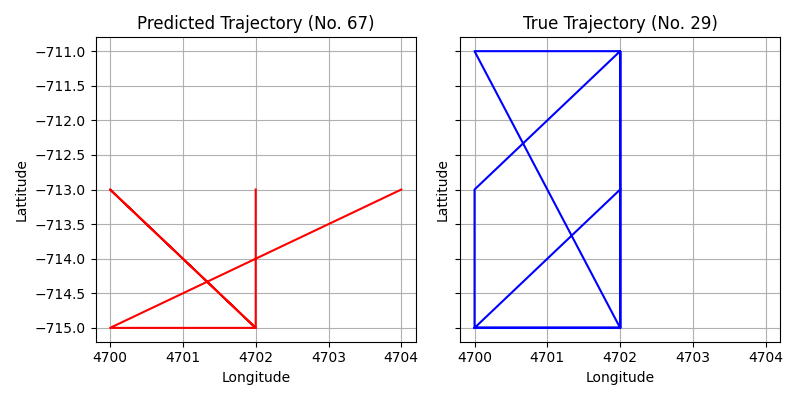 Predicted Trajectory (No. 67)
Lattitude
−711.0
−711.5
−712.0
−712.5
−713.0
−713.5
−714.0
−714.5
−715.0
4700 4701 4702 4703 4704
Longitude
True Trajectory (No. 29)
Lattitude
4700 4701 4702 4703 4704
Longitude